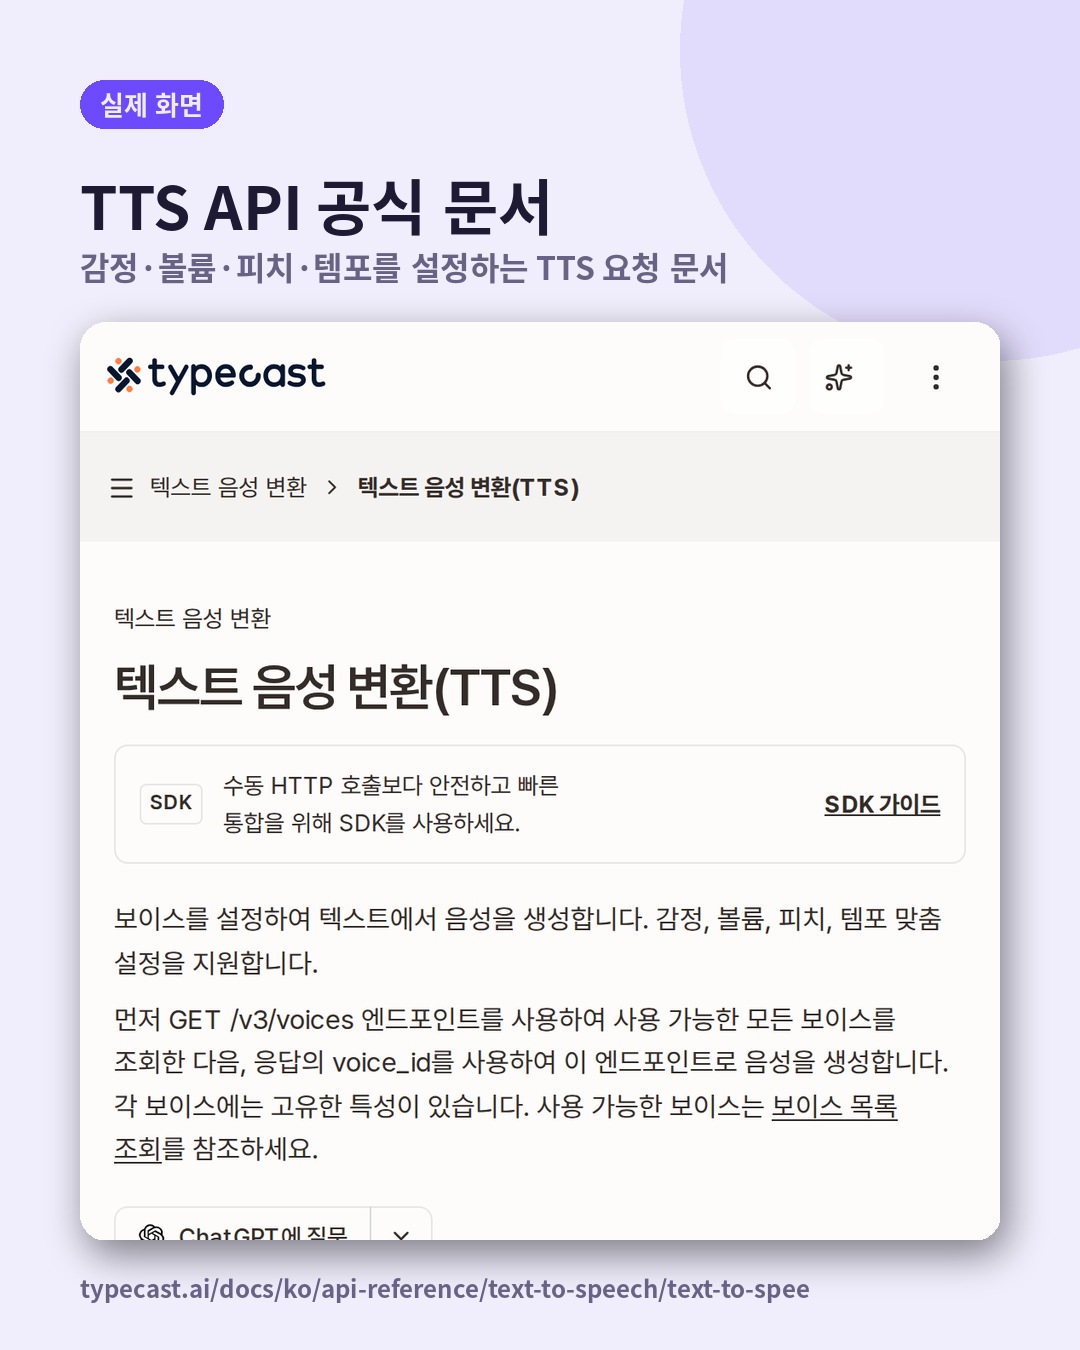 실제 화면
TTS API 공식 문서
감정·볼륨·피치·템포를 설정하는 TTS 요청 문서
typecast
텍스트 음성 변환 > 텍스트 음성 변환(TTS)
텍스트 음성 변환
텍스트 음성 변환(TTS)
SDK
수동 HTTP 호출보다 안전하고 빠른
통합을 위해 SDK를 사용하세요.
SDK 가이드
보이스를 설정하여 텍스트에서 음성을 생성합니다. 감정, 볼륨, 피치, 템포 맞춤
설정을 지원합니다.
먼저 GET /v3/voices 엔드포인트를 사용하여 사용 가능한 모든 보이스를
조회한 다음, 응답의 voice_id를 사용하여 이 엔드포인트로 음성을 생성합니다.
각 보이스에는 고유한 특성이 있습니다. 사용 가능한 보이스는 보이스 목록
조회를 참조하세요.
ChatGPT에 질문
typecast.ai/docs/ko/api-reference/text-to-speech/text-to-spee